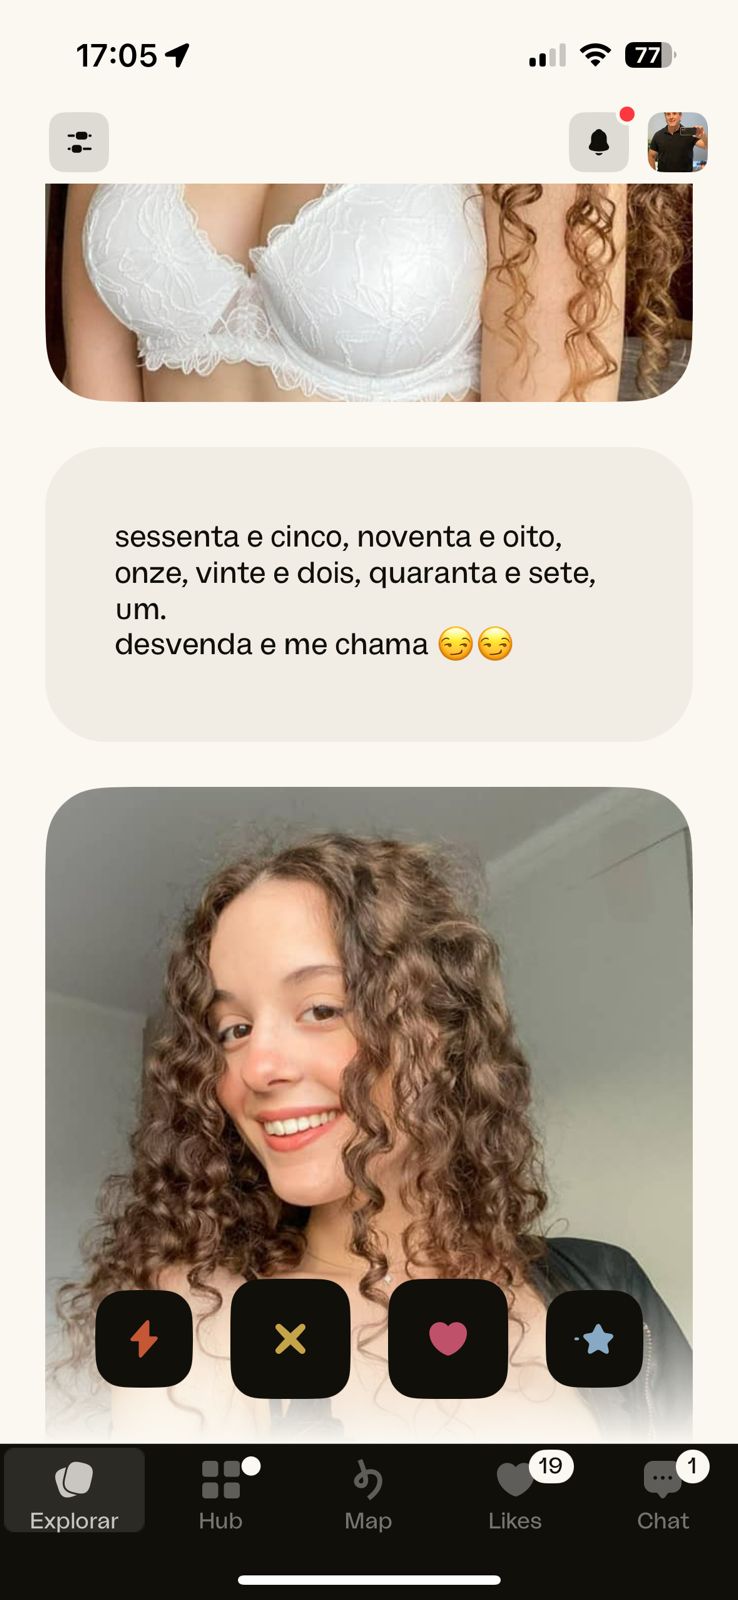 17:05
77
sessenta e cinco, noventa e oito,
onze, vinte e dois, quaranta e sete,
um.
desvenda e me chama 😏😏
Explorar
Hub
Map
19
Likes
1
Chat